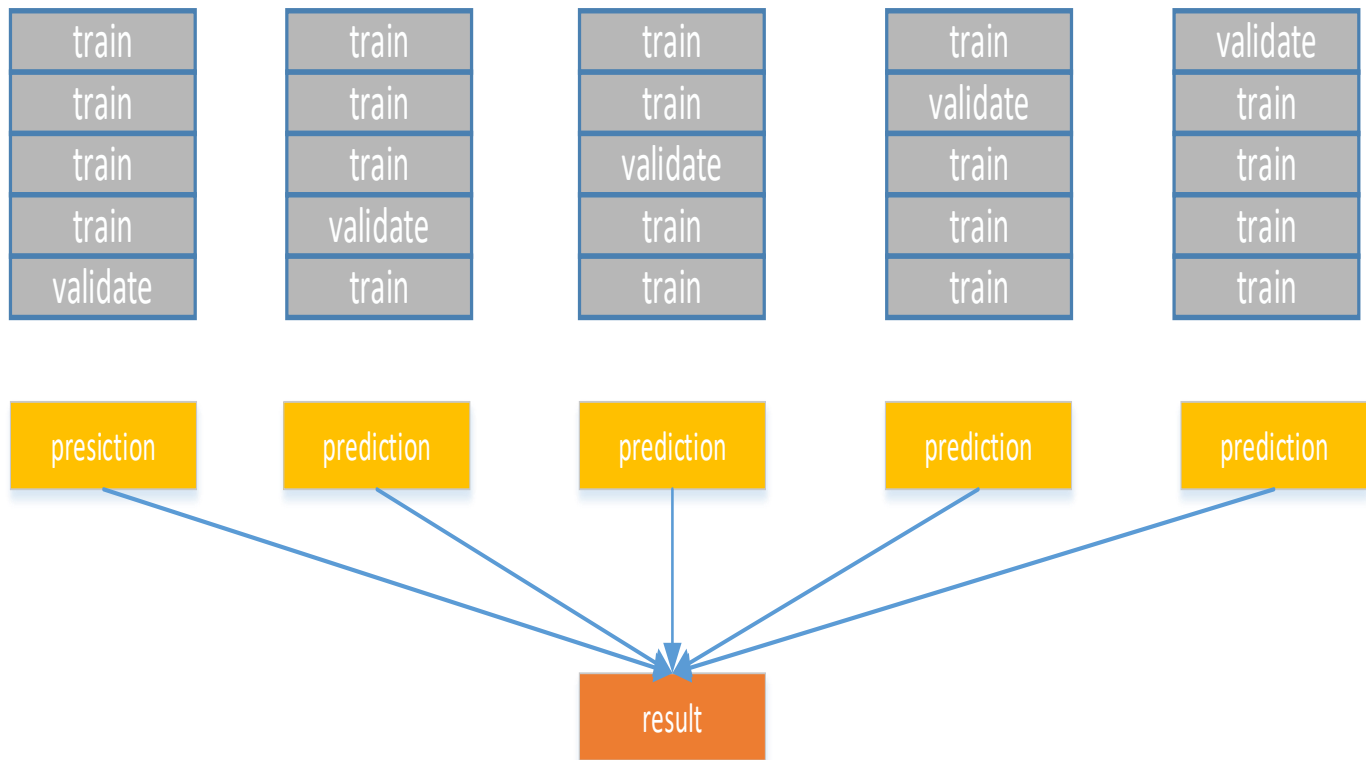 train train train train validate
train train train validate train
train train validate train train
train validate train train train
validate train train train train
presiction prediction prediction prediction prediction
result